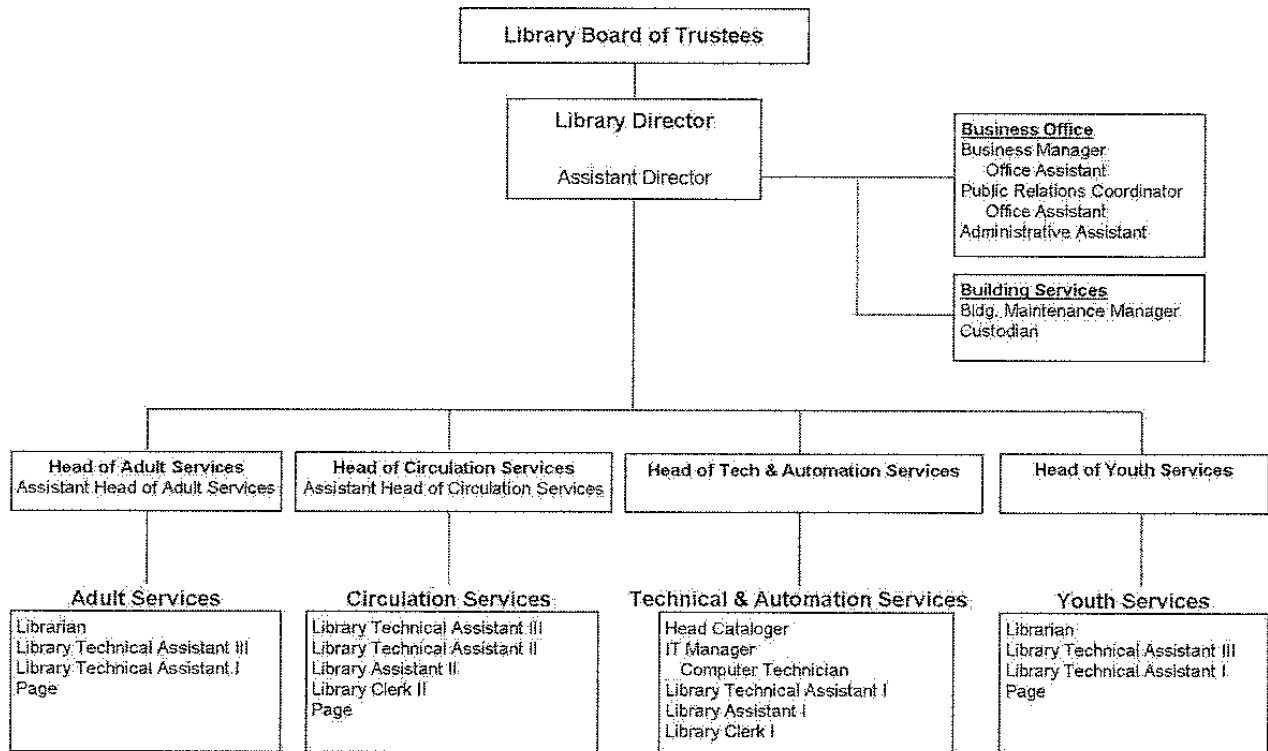 Library Board of Trustees
Library Director
Assistant Director
Business Office
Business Manager
Office Assistant
Public Relations Coordinator
Office Assistant
Administrative Assistant
Building Services
Bldg. Maintenance Manager
Custodian
Head of Adult Services
Assistant Head of Adult Services
Head of Circulation Services
Assistant Head of Circulation Services
Head of Tech & Automation Services
Head of Youth Services
Adult Services
Librarian
Library Technical Assistant III
Library Technical Assistant I
Page
Circulation Services
Library Technical Assistant III
Library Technical Assistant II
Library Assistant II
Library Clerk II
Page
Technical & Automation Services
Head Cataloger
IT Manager
Computer Technician
Library Technical Assistant I
Library Assistant I
Library Clerk I
Youth Services
Librarian
Library Technical Assistant III
Library Technical Assistant I
Page